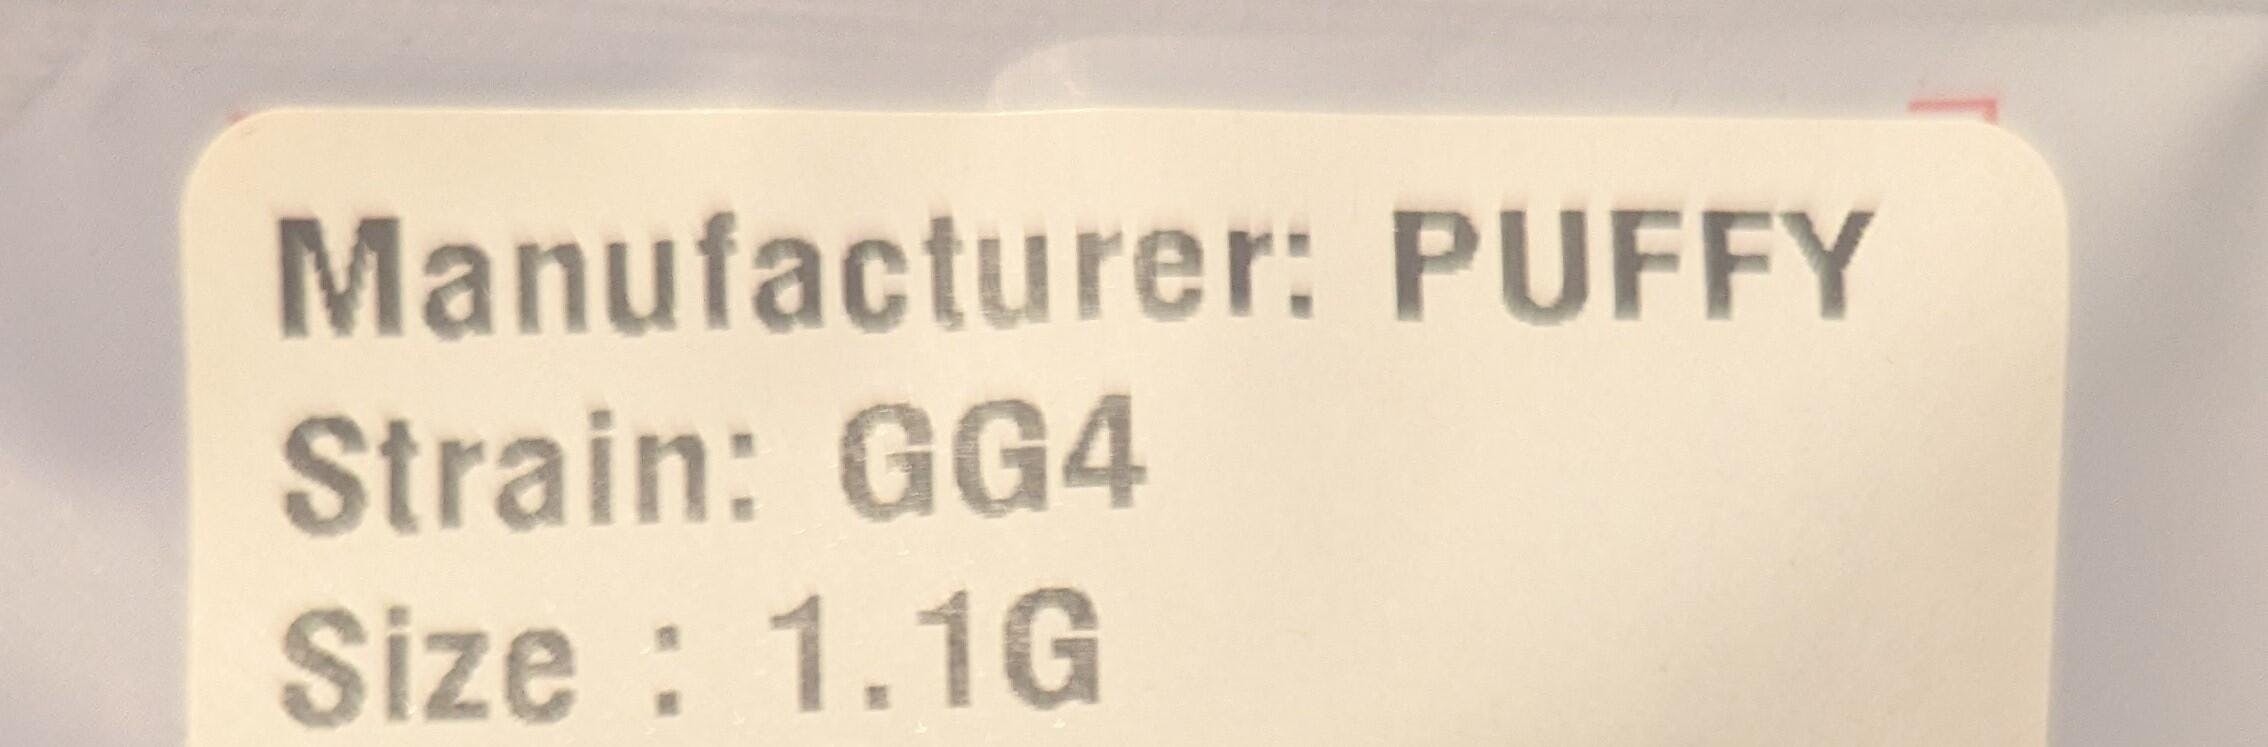 Manufacturer: PUFFY
Strain: GG4
Size : 1.1G